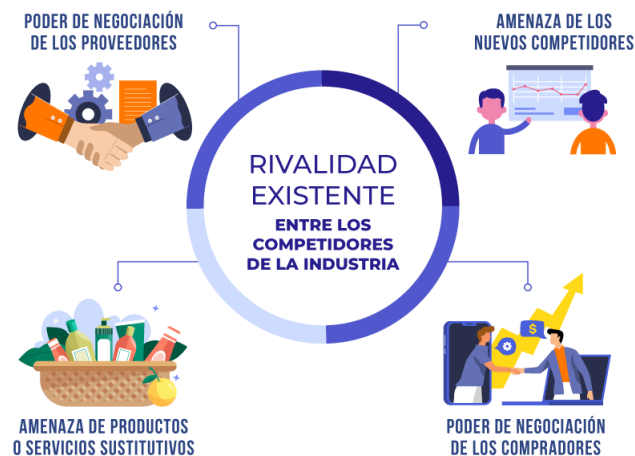 PODER DE NEGOCIACIÓN
DE LOS PROVEEDORES
AMENAZA DE LOS
NUEVOS COMPETIDORES
RIVALIDAD
EXISTENTE
ENTRE LOS
COMPETIDORES
DE LA INDUSTRIA
$
AMENAZA DE PRODUCTOS
O SERVICIOS SUSTITUTIVOS
PODER DE NEGOCIACIÓN
DE LOS COMPRADORES